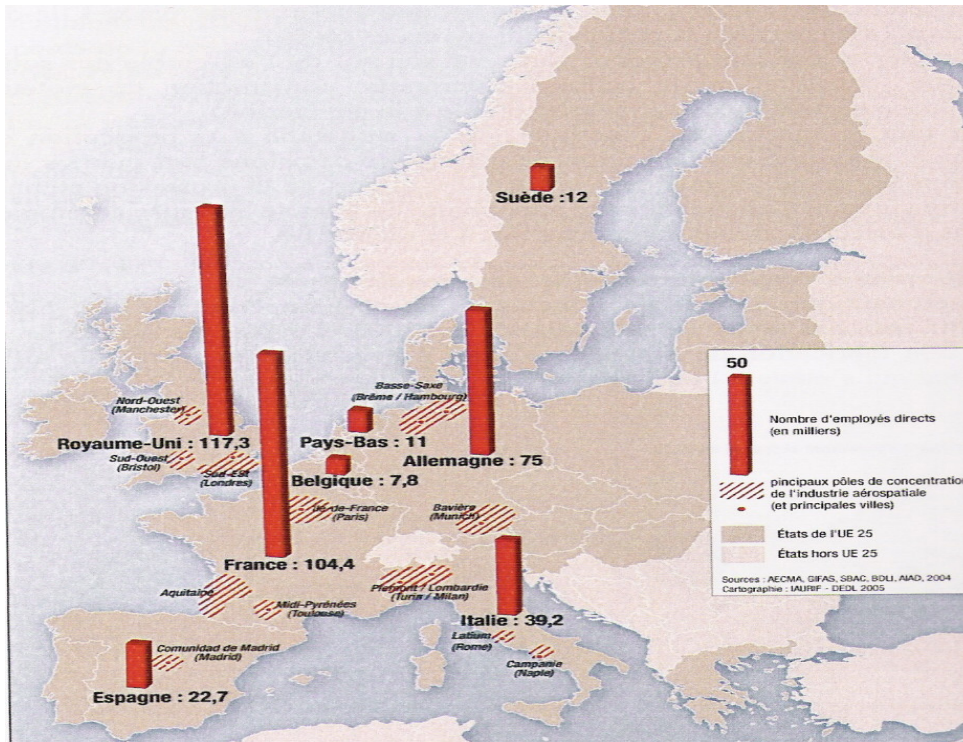 Suède :12
Nord-Ouest
(Manchester)
Royaume-Uni : 117,3
Sud-Ouest
(Bristol)
Sud-Est
(Londres)
Basse-Saxe
(Brême / Hambourg)
Pays-Bas : 11
Allemagne : 75
Belgique : 7,8
Île-de-France
(Paris)
Bavière
(Munich)
France : 104,4
Aquitaine
Midi-Pyrénées
(Toulouse)
Piémont / Lombardie
(Turin / Milan)
Italie : 39,2
Latium
(Rome)
Campanie
(Naple)
Comunidad de Madrid
(Madrid)
Espagne : 22,7
50
Nombre d'employés directs
(en milliers)
pincipaux pôles de concentration
de l'industrie aérospatiale
(et principales villes)
États de l'UE 25
États hors UE 25
Sources : AECMA, GIFAS, SBAC, BDLI, AIAD, 2004
Cartographie : IAURIF - DEDL 2005